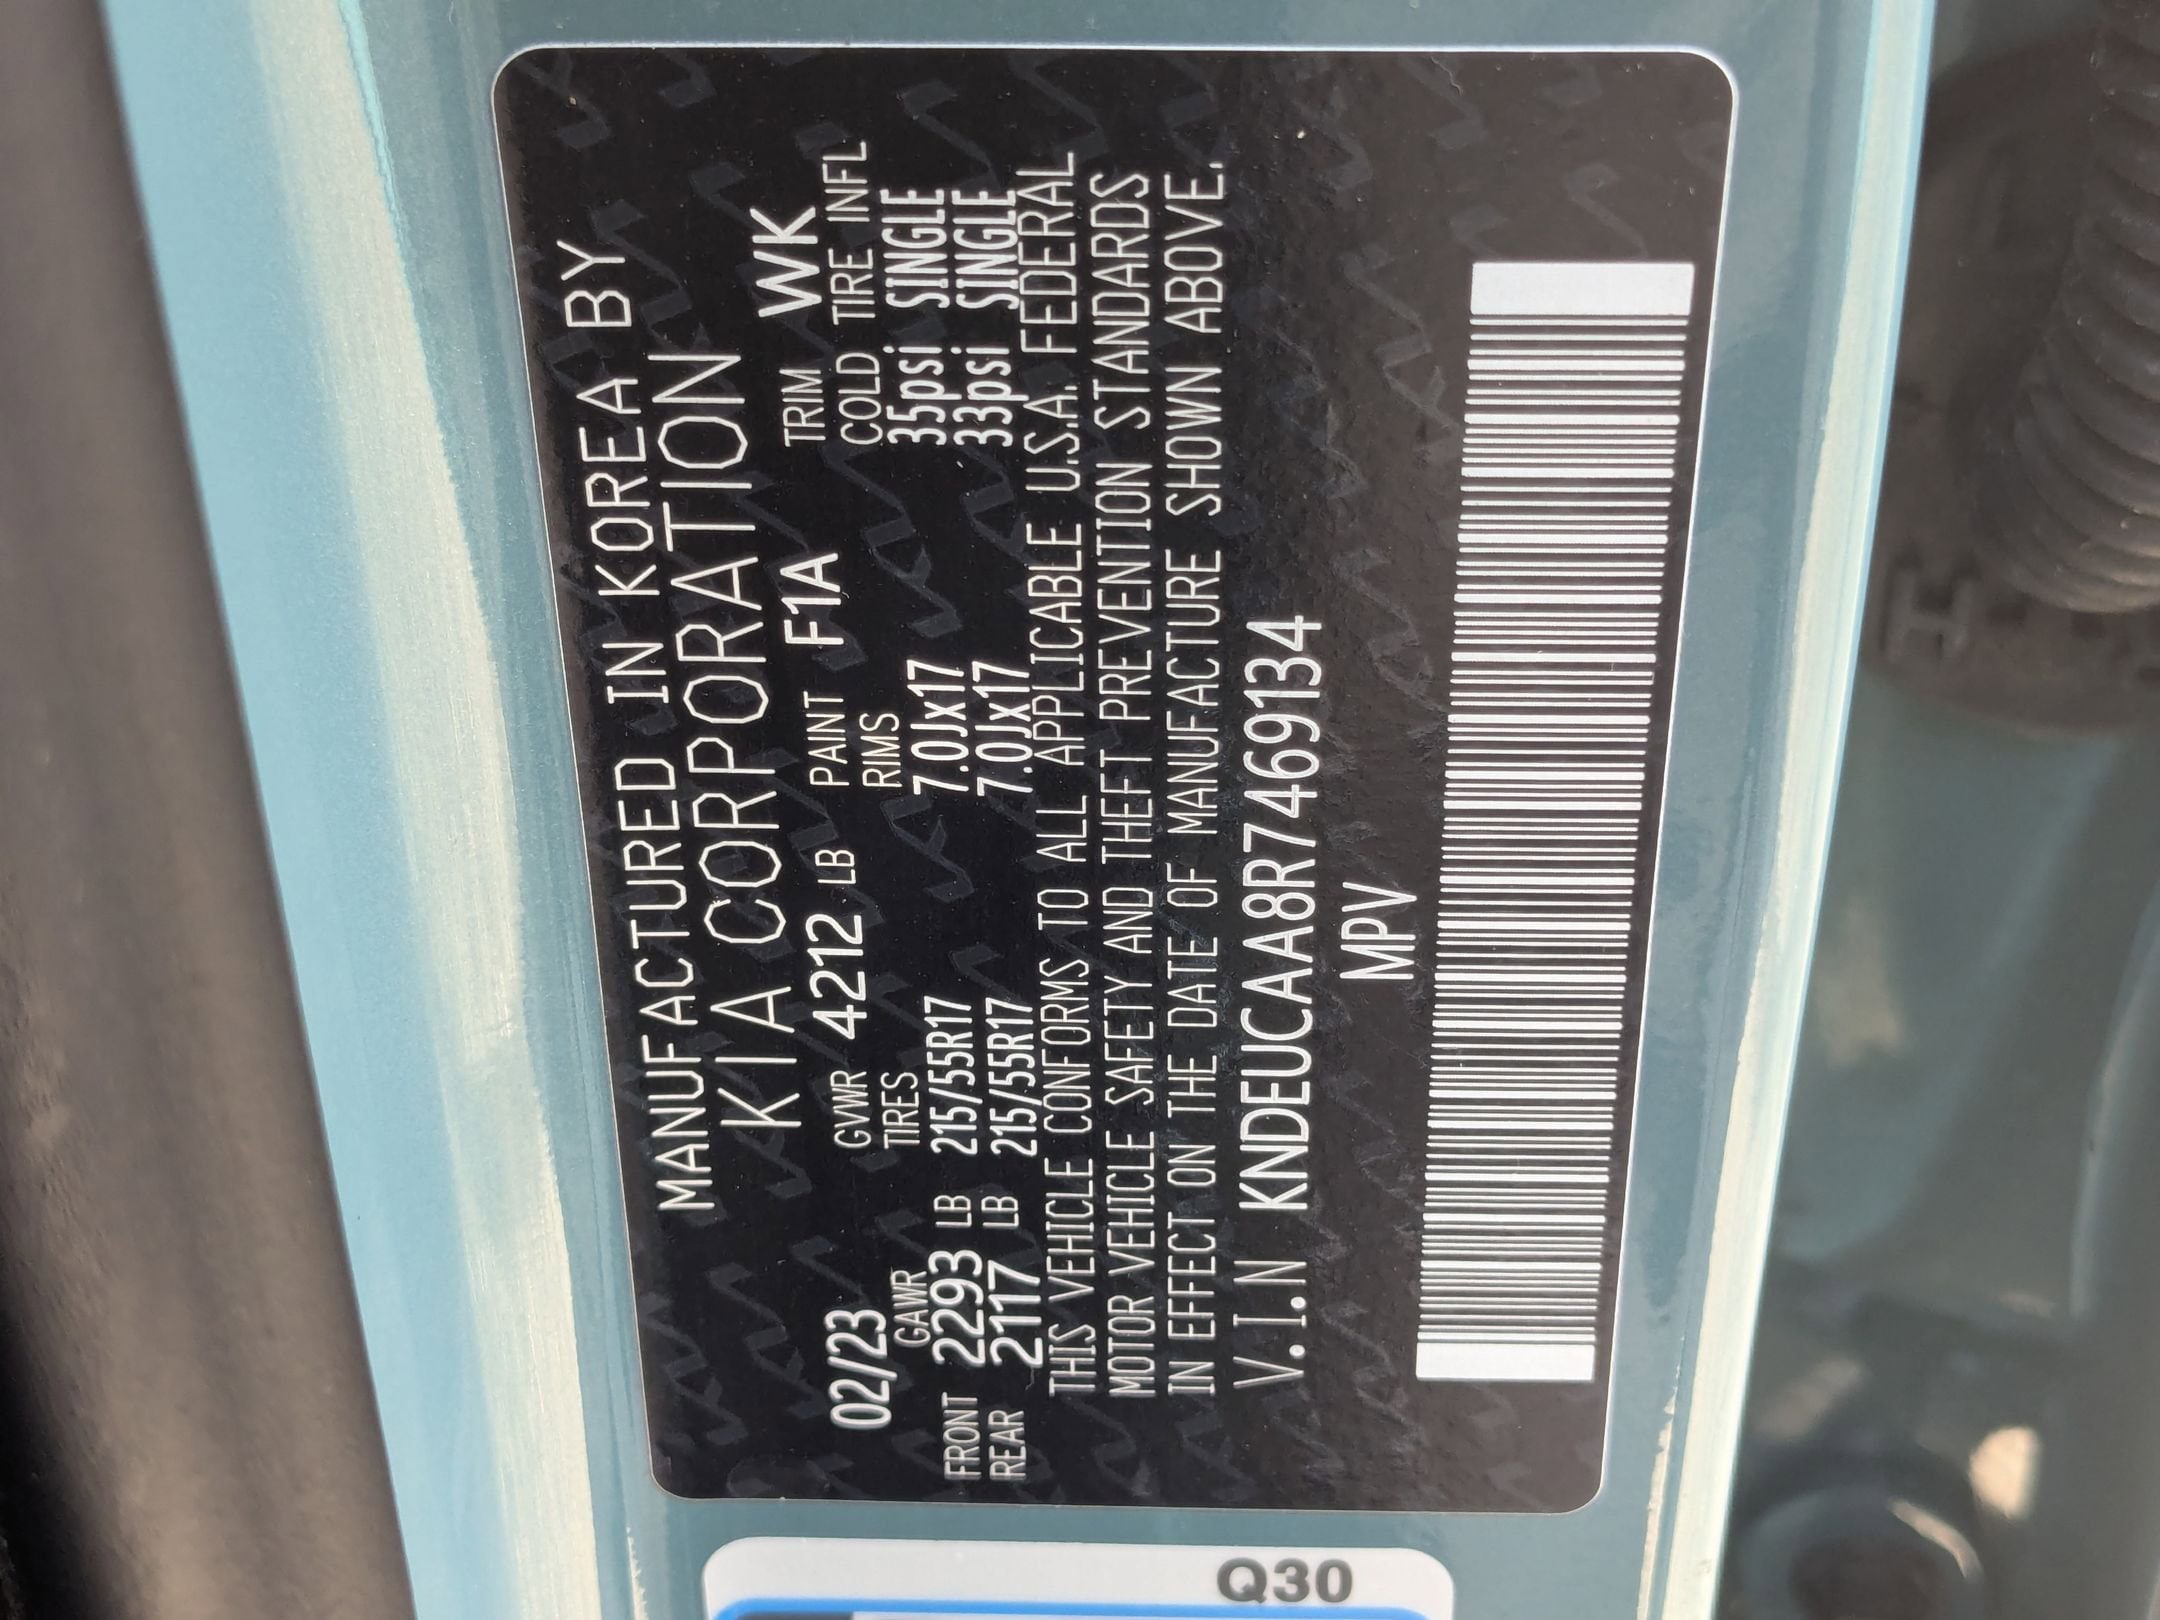 MANUFACTURED IN KOREA BY
KIA CORPORATION
02/23 GVWR 4212 LB PAINT F1A TRIM WK
GAWR TIRES RIMS COLD TIRE INFL
FRONT 2293 LB 215/55R17 7.0Jx17 35psi SINGLE
REAR 2117 LB 215/55R17 7.0Jx17 33psi SINGLE
THIS VEHICLE CONFORMS TO ALL APPLICABLE U.S.A. FEDERAL
MOTOR VEHICLE SAFETY AND THEFT PREVENTION STANDARDS
IN EFFECT ON THE DATE OF MANUFACTURE SHOWN ABOVE.
V.I.N KNDEUCAA8R7469134
MPV
Q30
H